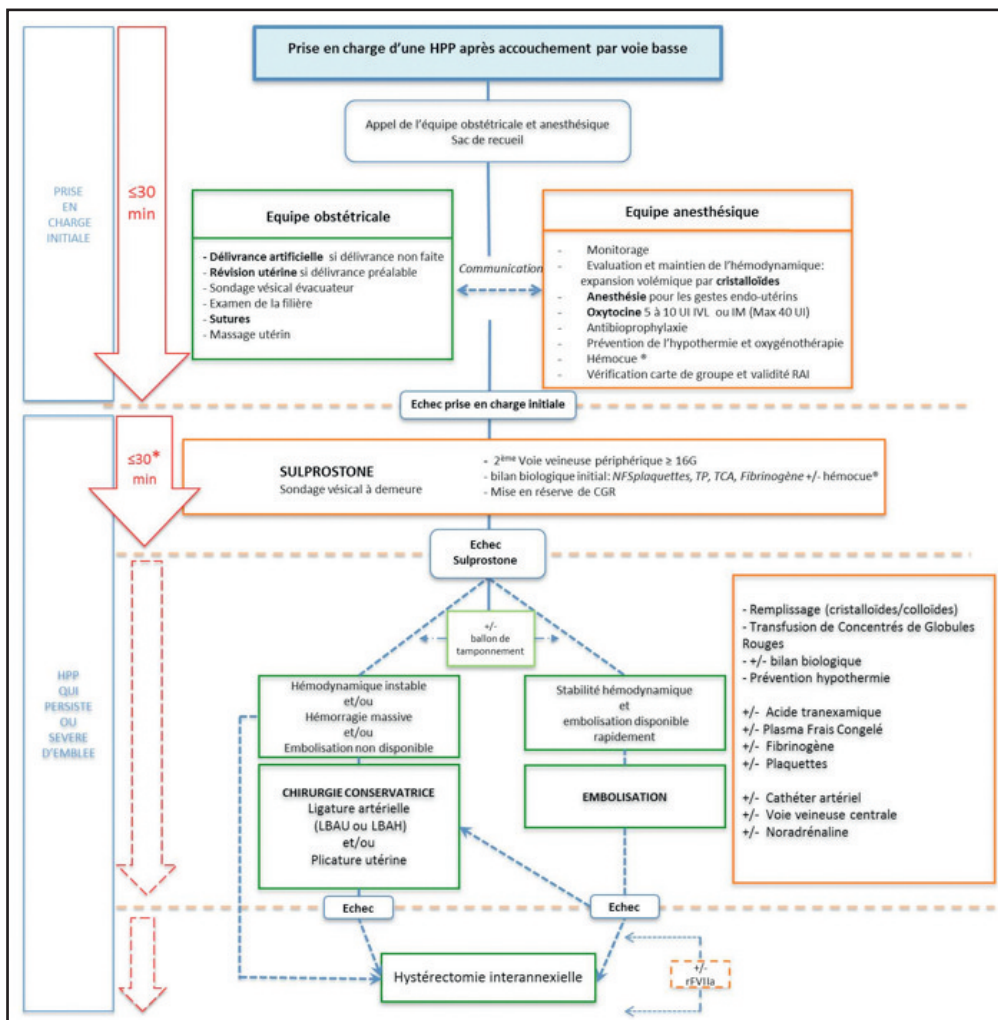 Prise en charge d'une HPP après accouchement par voie basse
Appel de l'équipe obstétricale et anesthésique
Sac de recueil
PRISE
EN
CHARGE
INITIALE
≤30
min
Equipe obstétricale
- Délivrance artificielle si délivrance non faite
- Révision utérine si délivrance préalable
- Sondage vésical évacuateur
- Examen de la filière
- Sutures
- Massage utérin
Communication
Equipe anesthésique
- Monitorage
- Evaluation et maintien de l'hémodynamique:
expansion volémique par cristalloïdes
- Anesthésie pour les gestes endo-utérins
- Oxytocine 5 à 10 UI IVL ou IM (Max 40 UI)
- Antibioprophylaxie
- Prévention de l'hypothermie et oxygénothérapie
- Hémocue ®
- Vérification carte de groupe et validité RAI
Echec prise en charge initiale
≤30*
min
SULPROSTONE
Sondage vésical à demeure
- 2ème Voie veineuse périphérique ≥ 16G
- bilan biologique initial: NFSplaquettes, TP, TCA, Fibrinogène +/- hémocue®
- Mise en réserve de CGR
Echec
Sulprostone
+/-
ballon de
tamponnement
HPP
QUI
PERSISTE
OU
SEVERE
D'EMBLEE
Hémodynamique instable
et/ou
Hémorragie massive
et/ou
Embolisation non disponible
Stabilité hémodynamique
et
embolisation disponible
rapidement
CHIRURGIE CONSERVATRICE
Ligature artérielle
(LBAU ou LBAH)
et/ou
Plicature utérine
EMBOLISATION
- Remplissage (cristalloïdes/colloïdes)
- Transfusion de Concentrés de Globules
Rouges
- +/- bilan biologique
- Prévention hypothermie
+/- Acide tranexamique
+/- Plasma Frais Congelé
+/- Fibrinogène
+/- Plaquettes
+/- Cathéter artériel
+/- Voie veineuse centrale
+/- Noradrénaline
Echec
Echec
Hystérectomie interannexielle
+/-
rFVIIa